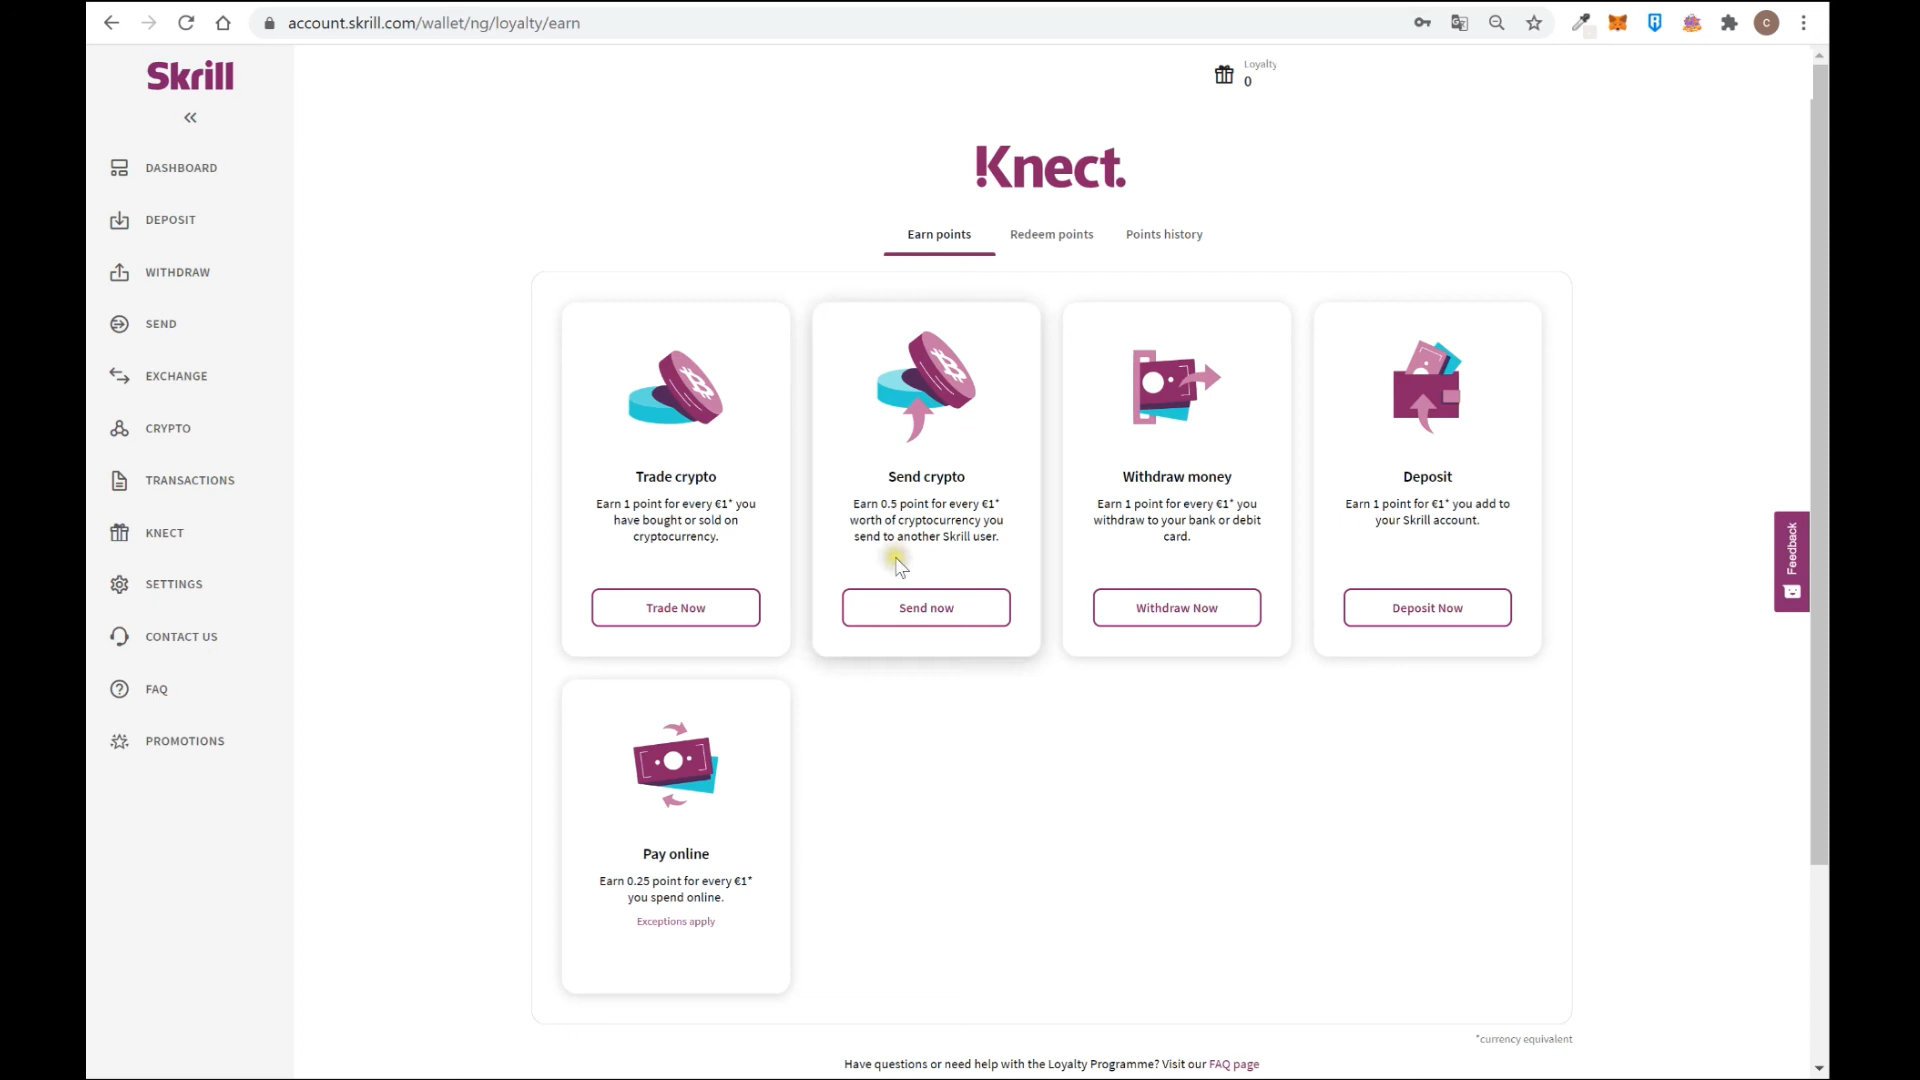 account.skrill.com/wallet/ng/loyalty/earn
C
Skrill
«
DASHBOARD
DEPOSIT
WITHDRAW
SEND
EXCHANGE
CRYPTO
TRANSACTIONS
KNECT
SETTINGS
CONTACT US
FAQ
PROMOTIONS
Loyalty
0
Knect.
Earn points
Redeem points
Points history
Trade crypto
Earn 1 point for every €1* you
have bought or sold on
cryptocurrency.
Trade Now
Send crypto
Earn 0.5 point for every €1*
worth of cryptocurrency you
send to another Skrill user.
Send now
Withdraw money
Earn 1 point for every €1* you
withdraw to your bank or debit
card.
Withdraw Now
Deposit
Earn 1 point for €1* you add to
your Skrill account.
Deposit Now
Pay online
Earn 0.25 point for every €1*
you spend online.
Exceptions apply
Feedback
*currency equivalent
Have questions or need help with the Loyalty Programme? Visit our FAQ page